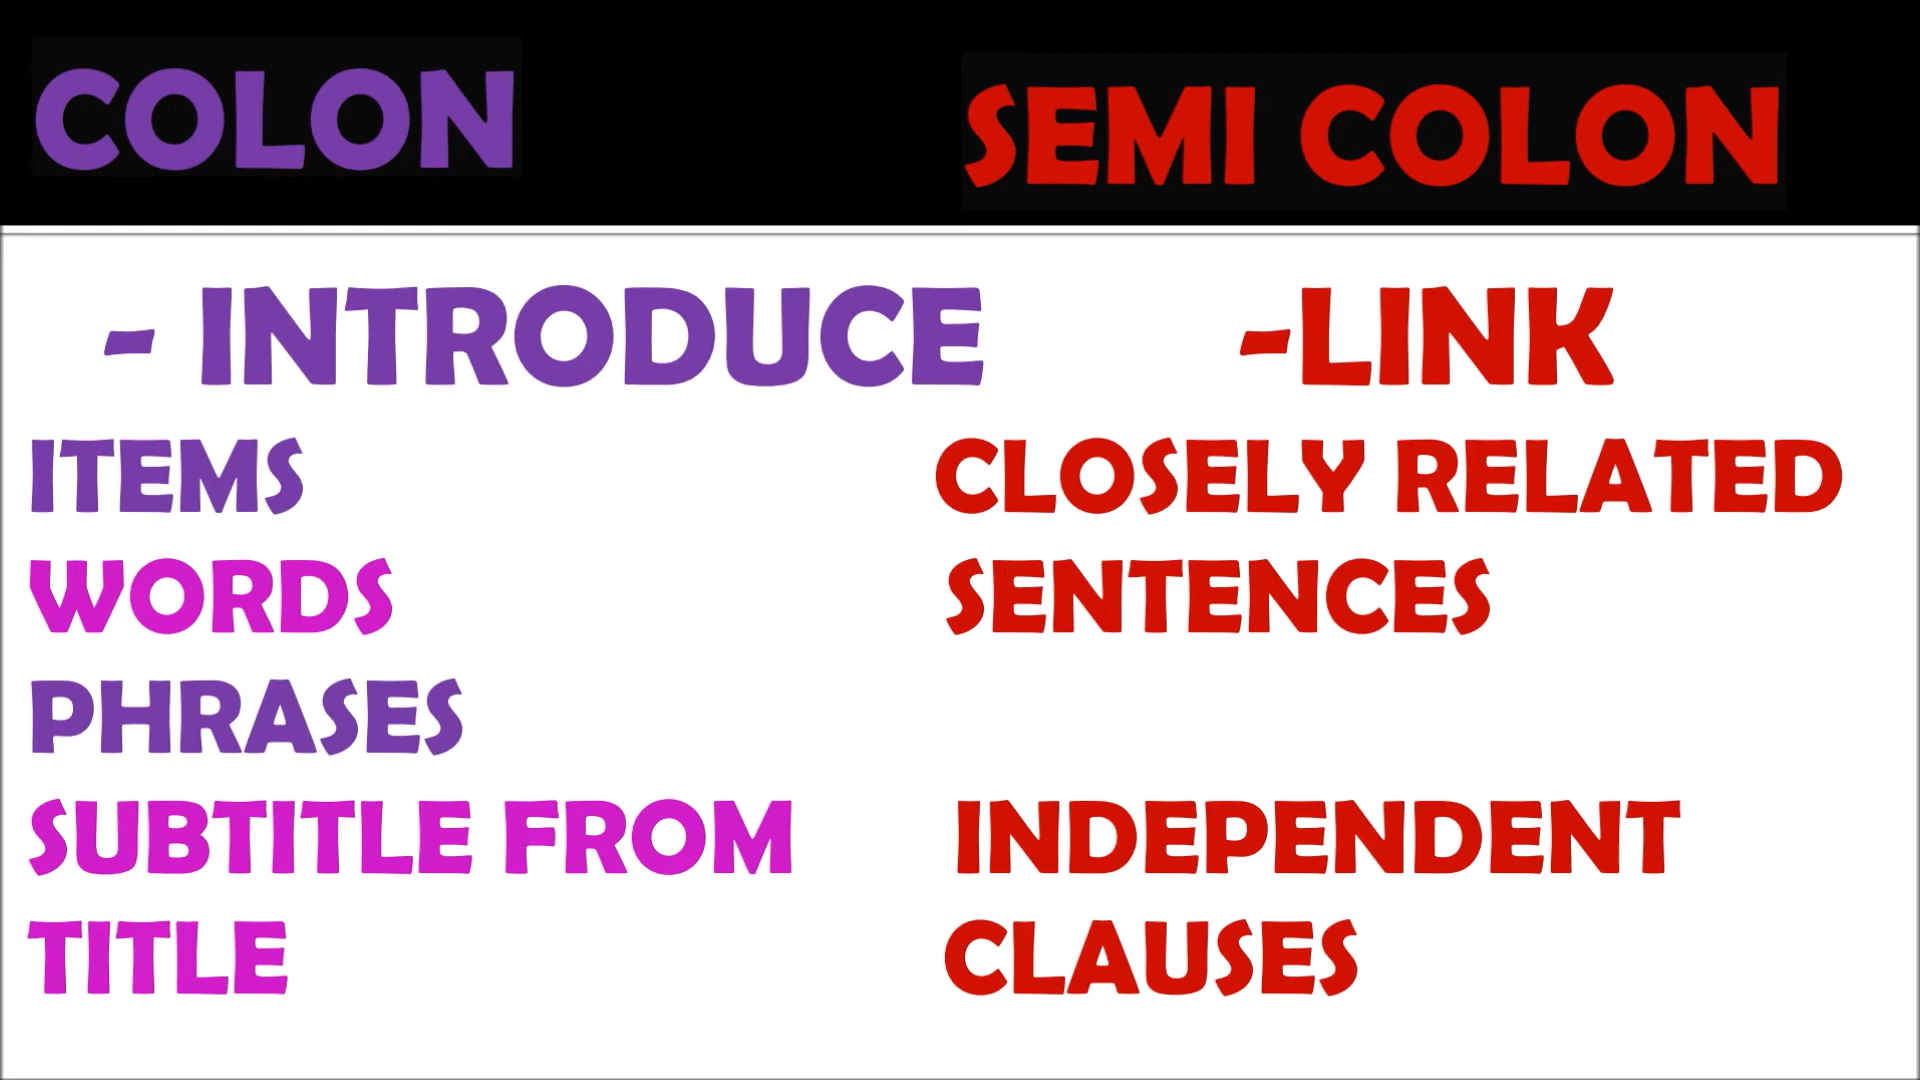 COLON
SEMI COLON
- INTRODUCE
ITEMS
WORDS
PHRASES
SUBTITLE FROM
TITLE
-LINK
CLOSELY RELATED
SENTENCES
INDEPENDENT
CLAUSES